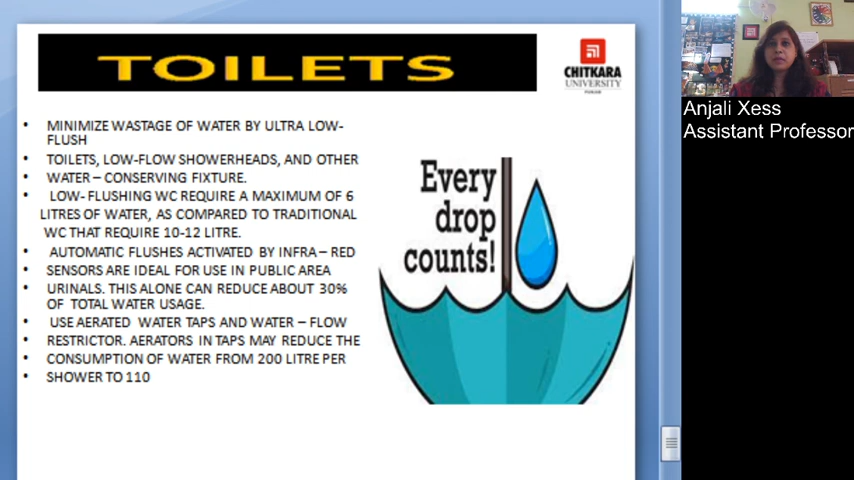 TOILETS
CHITKARA
UNIVERSITY
MINIMIZE WASTAGE OF WATER BY ULTRA LOW-
FLUSH
TOILETS, LOW-FLOW SHOWERHEADS, AND OTHER
WATER – CONSERVING FIXTURE.
LOW- FLUSHING WC REQUIRE A MAXIMUM OF 6
LITRES OF WATER, AS COMPARED TO TRADITIONAL
WC THAT REQUIRE 10-12 LITRE.
AUTOMATIC FLUSHES ACTIVATED BY INFRA – RED
SENSORS ARE IDEAL FOR USE IN PUBLIC AREA
URINALS. THIS ALONE CAN REDUCE ABOUT 30%
OF TOTAL WATER USAGE.
USE AERATED WATER TAPS AND WATER – FLOW
RESTRICTOR. AERATORS IN TAPS MAY REDUCE THE
CONSUMPTION OF WATER FROM 200 LITRE PER
SHOWER TO 110
Every
drop
counts!
Anjali Xess
Assistant Professor